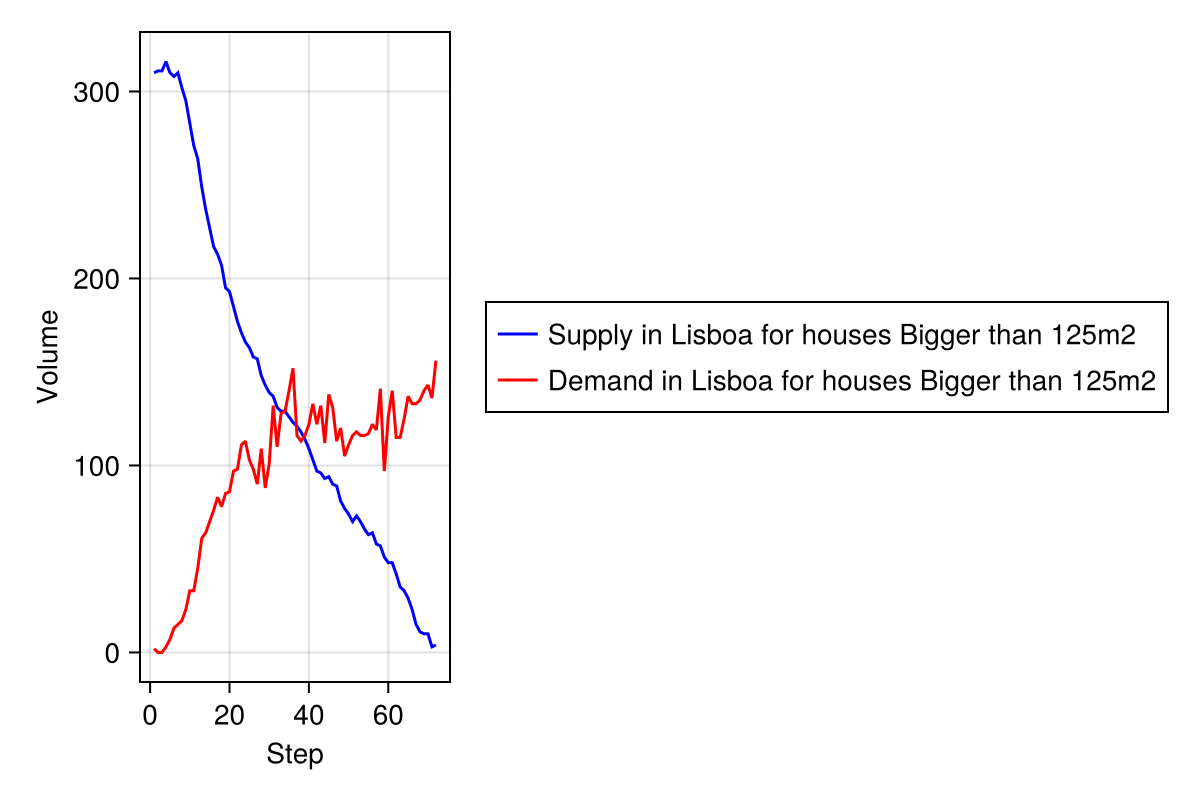 Volume
300
200
100
0
0 20 40 60
Step
Supply in Lisboa for houses Bigger than 125m2
Demand in Lisboa for houses Bigger than 125m2